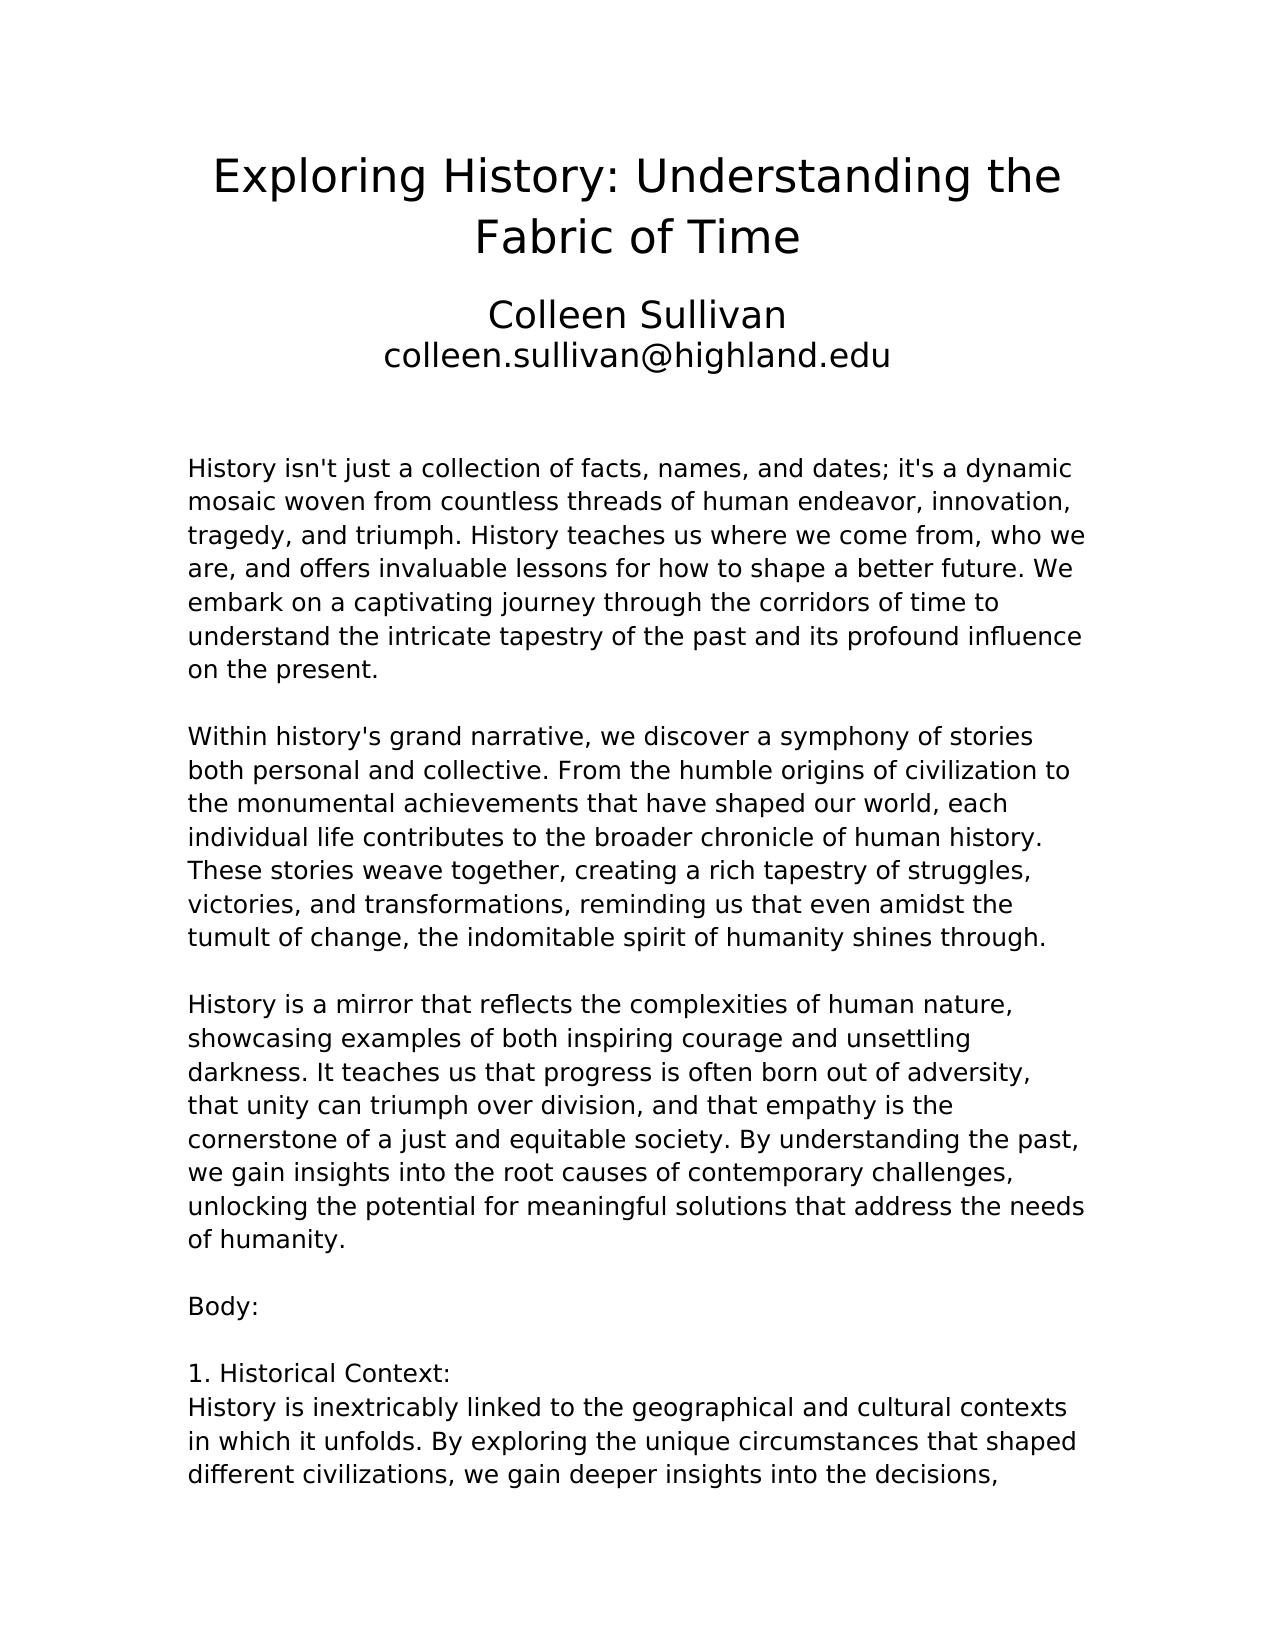 Exploring History: Understanding the
Fabric of Time
Colleen Sullivan
colleen.sullivan@highland.edu
History isn't just a collection of facts, names, and dates; it's a dynamic
mosaic woven from countless threads of human endeavor, innovation,
tragedy, and triumph. History teaches us where we come from, who we
are, and offers invaluable lessons for how to shape a better future. We
embark on a captivating journey through the corridors of time to
understand the intricate tapestry of the past and its profound influence
on the present.
Within history's grand narrative, we discover a symphony of stories
both personal and collective. From the humble origins of civilization to
the monumental achievements that have shaped our world, each
individual life contributes to the broader chronicle of human history.
These stories weave together, creating a rich tapestry of struggles,
victories, and transformations, reminding us that even amidst the
tumult of change, the indomitable spirit of humanity shines through.
History is a mirror that reflects the complexities of human nature,
showcasing examples of both inspiring courage and unsettling
darkness. It teaches us that progress is often born out of adversity,
that unity can triumph over division, and that empathy is the
cornerstone of a just and equitable society. By understanding the past,
we gain insights into the root causes of contemporary challenges,
unlocking the potential for meaningful solutions that address the needs
of humanity.
Body:
1. Historical Context:
History is inextricably linked to the geographical and cultural contexts
in which it unfolds. By exploring the unique circumstances that shaped
different civilizations, we gain deeper insights into the decisions,